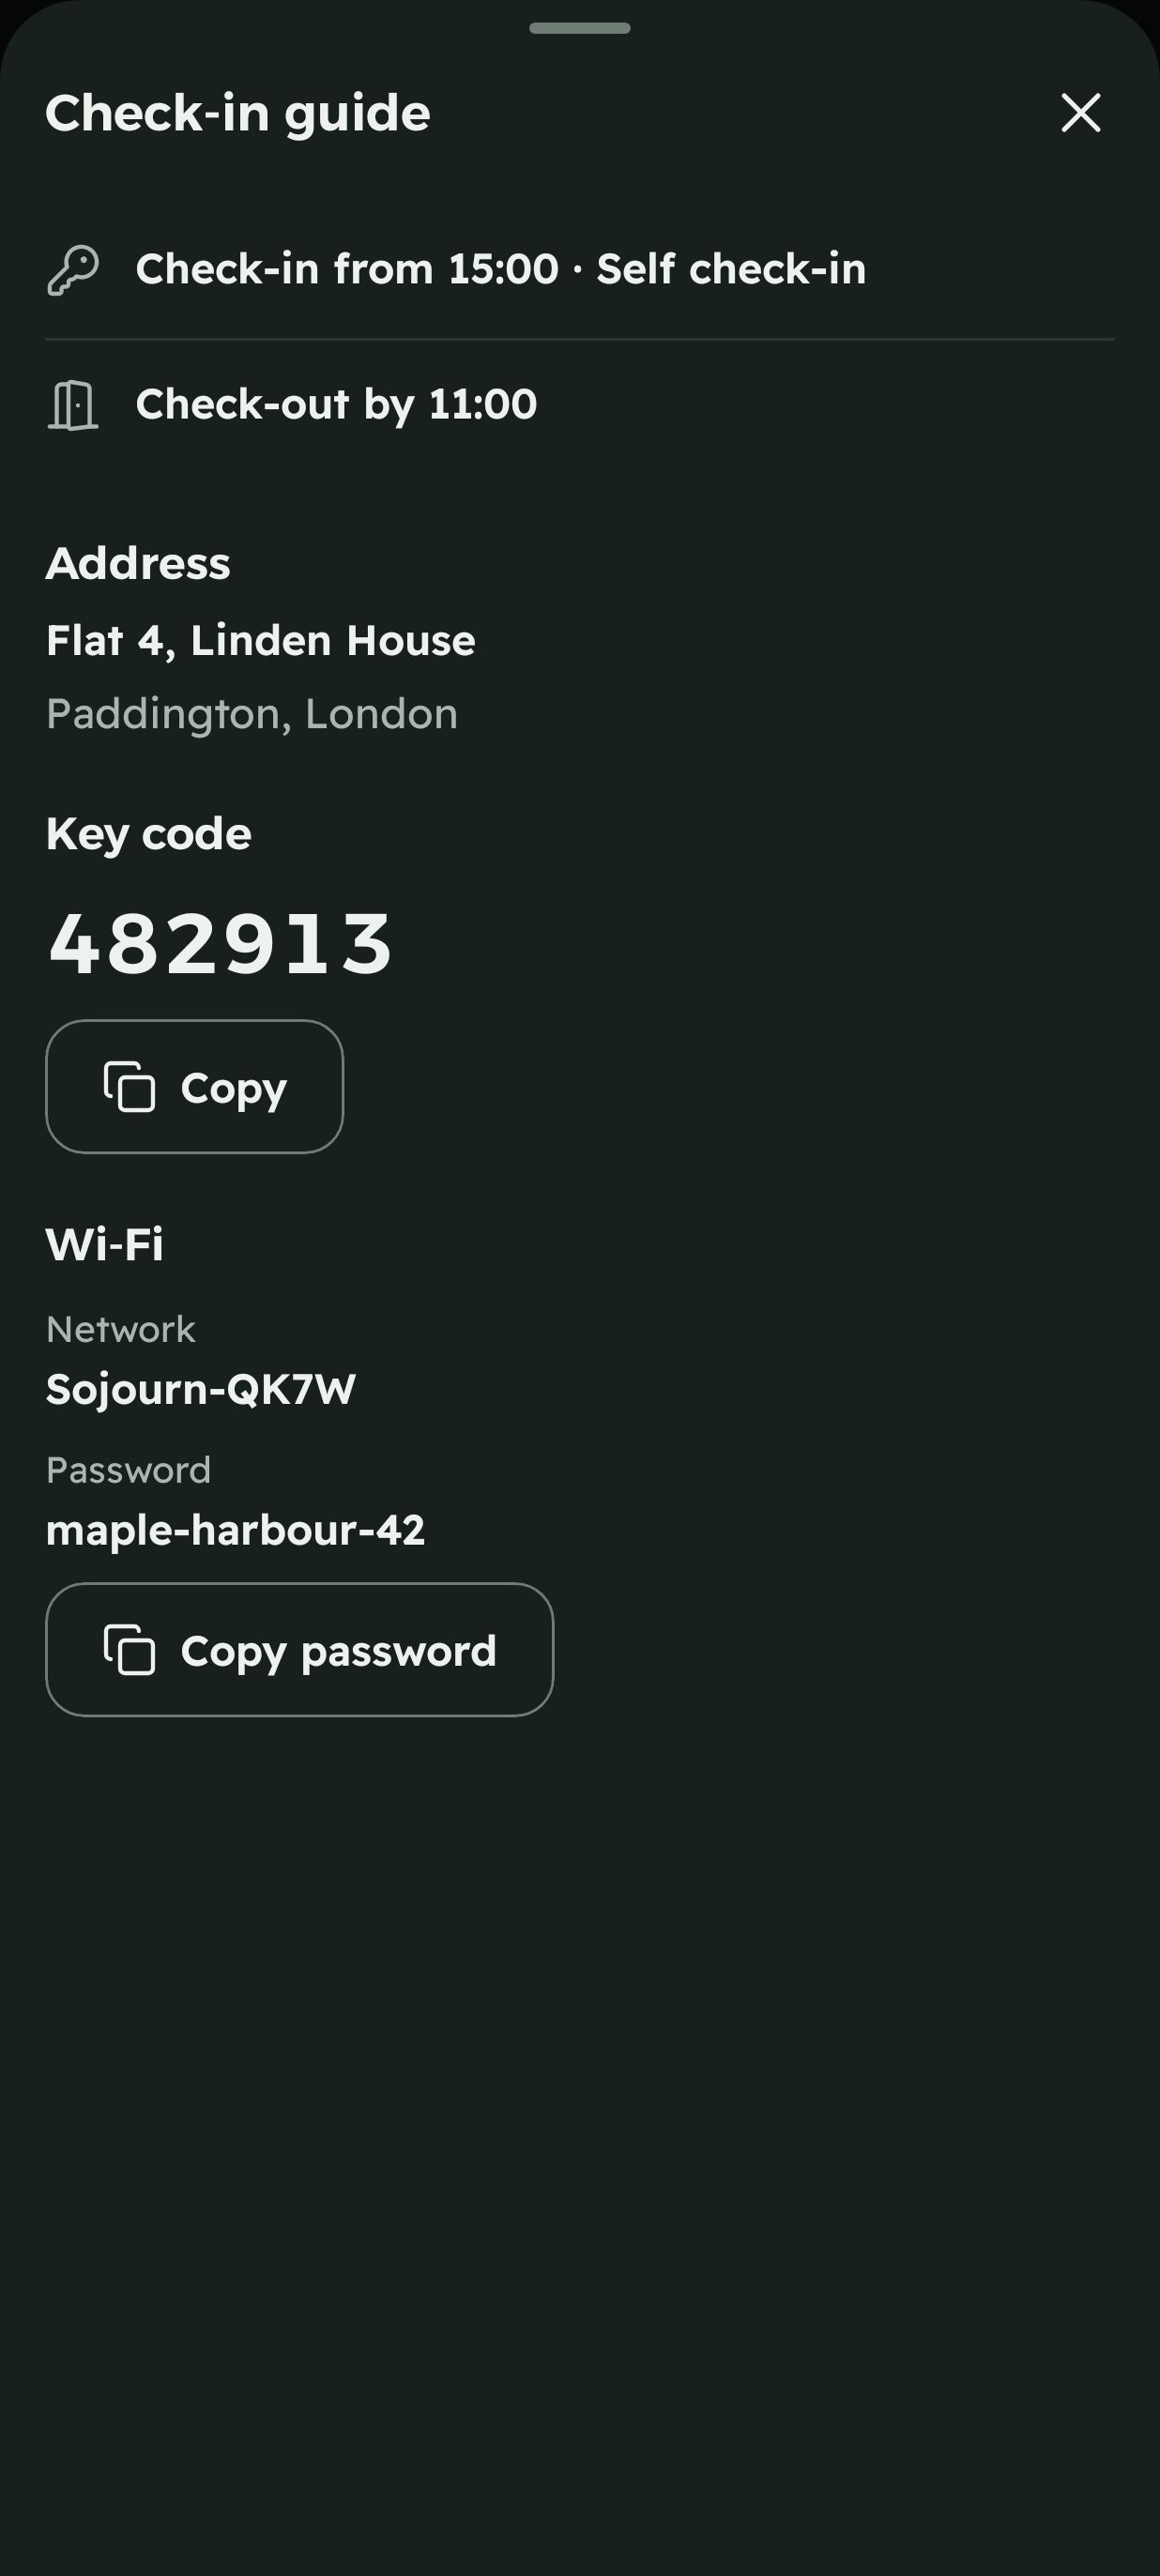 Check-in guide
Check-in from 15:00 · Self check-in
Check-out by 11:00
Address
Flat 4, Linden House
Paddington, London
Key code
482913
Copy
Wi-Fi
Network
Sojourn-QK7W
Password
maple-harbour-42
Copy password